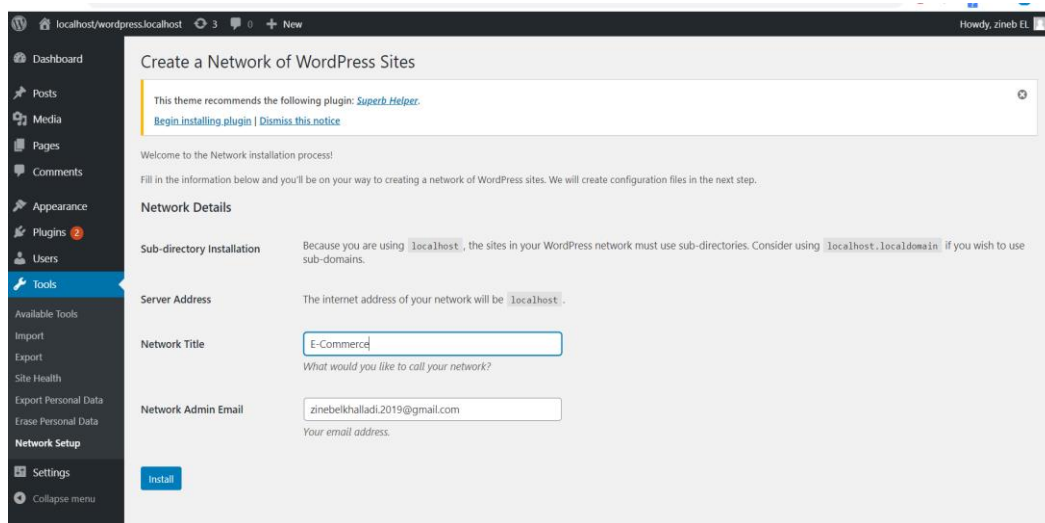 localhost/wordpress.localhost 3 0 + New Howdy, zineb EL
Dashboard
Posts
Media
Pages
Comments
Appearance
Plugins 2
Users
Tools
Available Tools
Import
Export
Site Health
Export Personal Data
Erase Personal Data
Network Setup
Settings
Collapse menu
Create a Network of WordPress Sites
This theme recommends the following plugin: Superb Helper.
Begin installing plugin | Dismiss this notice
Welcome to the Network installation process!
Fill in the information below and you'll be on your way to creating a network of WordPress sites. We will create configuration files in the next step.
Network Details
Sub-directory Installation
Because you are using localhost , the sites in your WordPress network must use sub-directories. Consider using localhost.localdomain if you wish to use
sub-domains.
Server Address
The internet address of your network will be localhost .
Network Title
E-Commerce
What would you like to call your network?
Network Admin Email
zinebelkhalladi.2019@gmail.com
Your email address.
Install